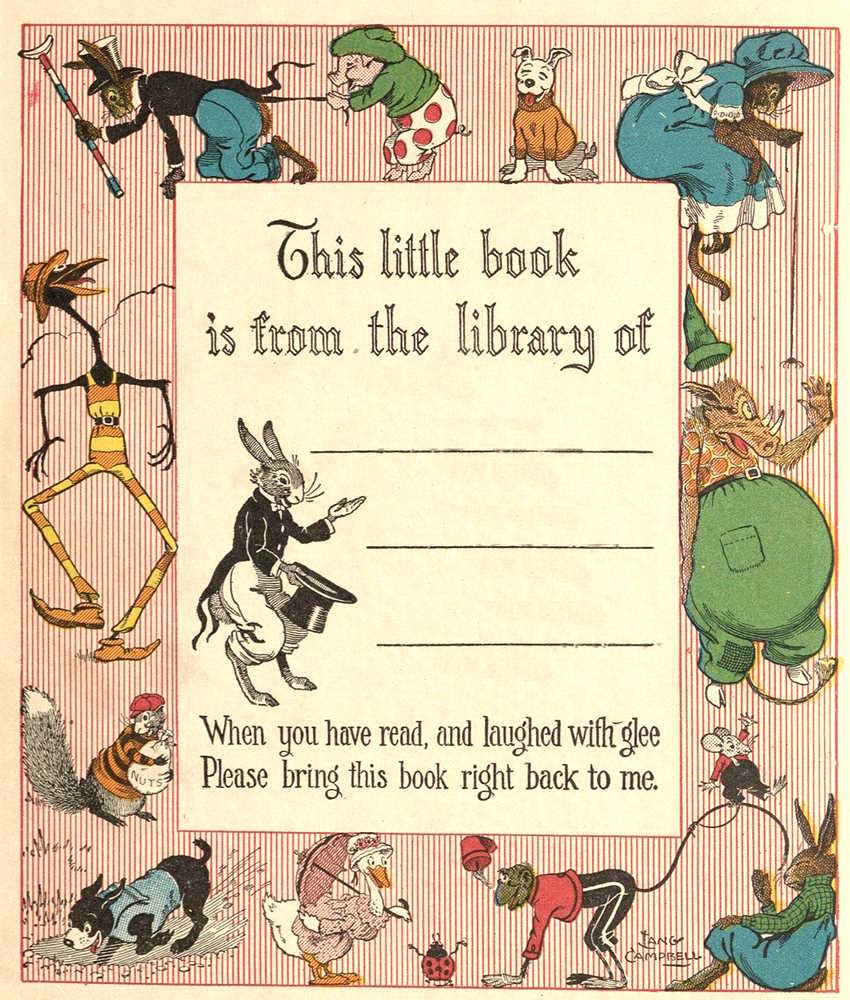 This little book
is from the library of
When you have read, and laughed with glee
Please bring this book right back to me.
NUTS
LANG
CAMPBELL